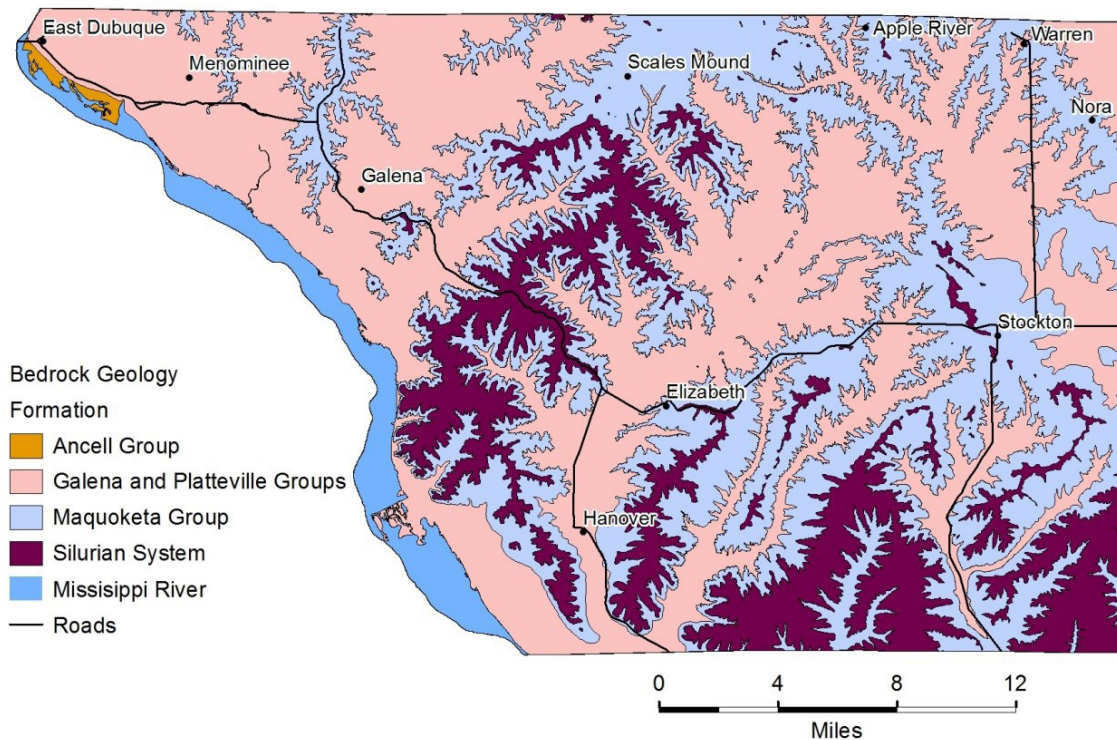 East Dubuque
Menominee
Scales Mound
Apple River
Warren
Nora
Galena
Stockton
Elizabeth
Hanover
Bedrock Geology
Formation
Ancell Group
Galena and Platteville Groups
Maquoketa Group
Silurian System
Missisippi River
Roads
0 4 8 12
Miles